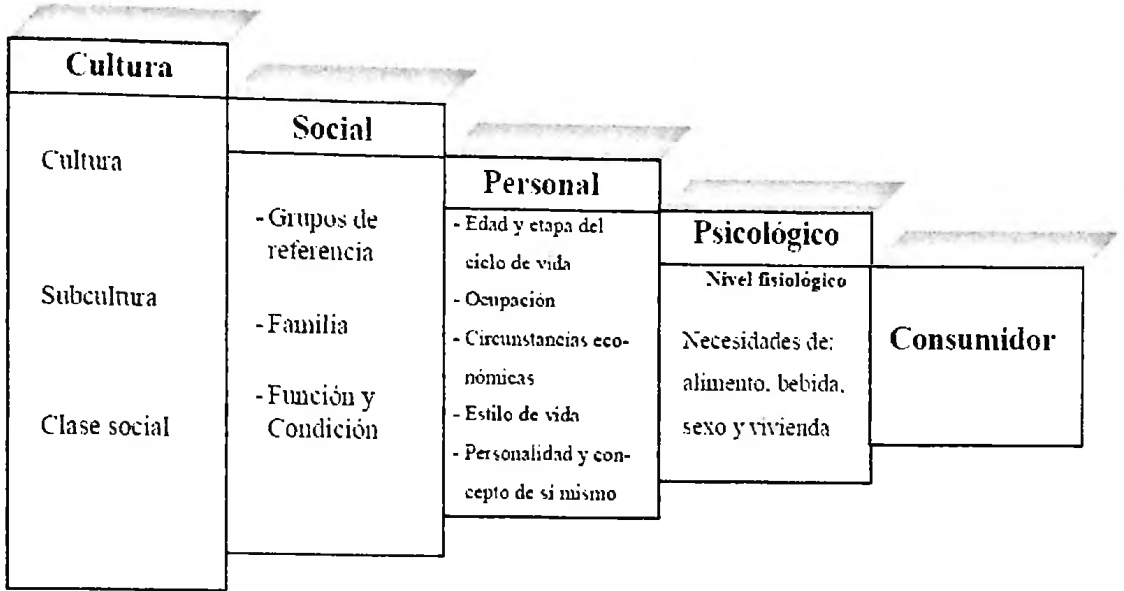 Cultura
Cultura
Subcultura
Clase social
Social
- Grupos de
referencia
- Familia
- Función y
Condición
Personal
- Edad y etapa del
ciclo de vida
- Ocupación
- Circunstancias eco-
nómicas
- Estilo de vida
- Personalidad y con-
cepto de sí mismo
Psicológico
Nivel fisiológico
Necesidades de:
alimento, bebida,
sexo y vivienda
Consumidor